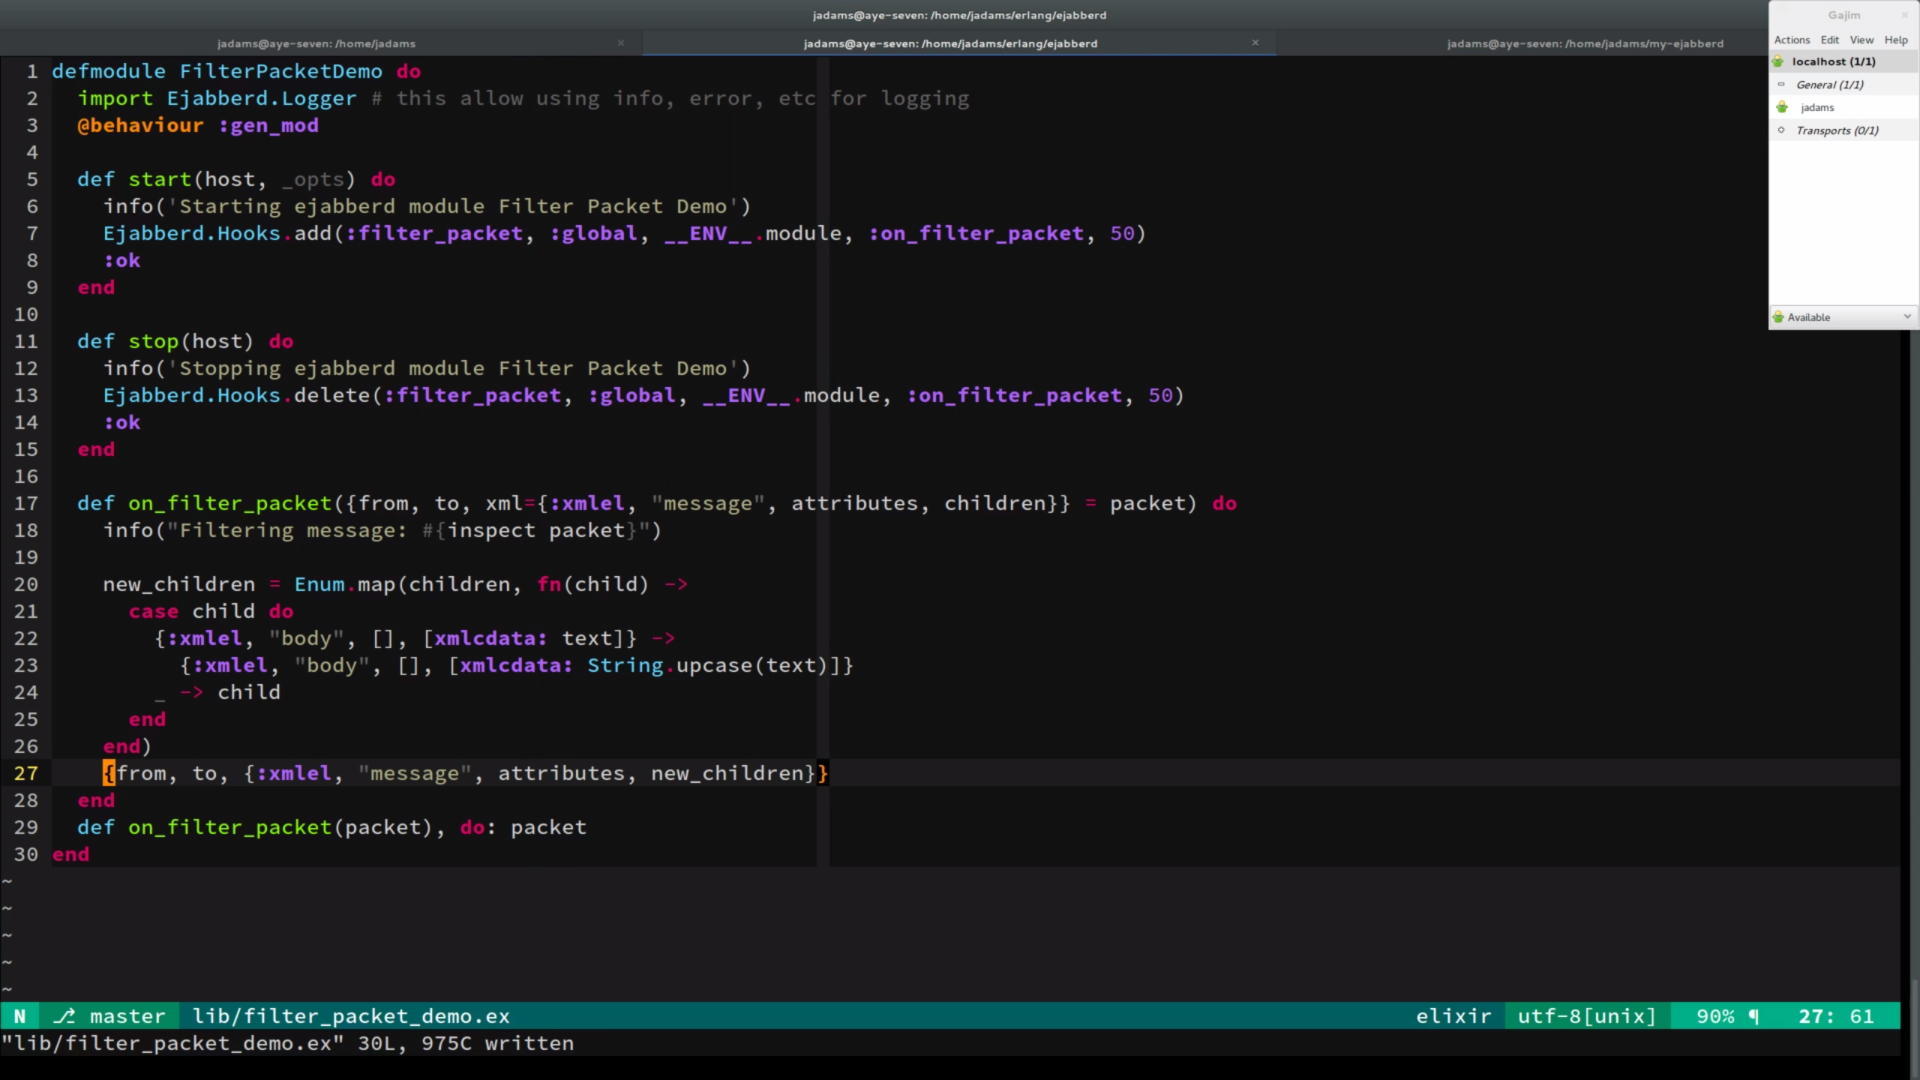 jadams@aye-seven: /home/jadams/erlang/ejabberd
jadams@aye-seven: /home/jadams × jadams@aye-seven: /home/jadams/erlang/ejabberd × jadams@aye-seven: /home/jadams/my-ejabberd
1 defmodule FilterPacketDemo do
2   import Ejabberd.Logger # this allow using info, error, etc for logging
3   @behaviour :gen_mod
4
5   def start(host, _opts) do
6     info('Starting ejabberd module Filter Packet Demo')
7     Ejabberd.Hooks.add(:filter_packet, :global, __ENV__.module, :on_filter_packet, 50)
8     :ok
9   end
10
11   def stop(host) do
12     info('Stopping ejabberd module Filter Packet Demo')
13     Ejabberd.Hooks.delete(:filter_packet, :global, __ENV__.module, :on_filter_packet, 50)
14     :ok
15   end
16
17   def on_filter_packet({from, to, xml={:xmlel, "message", attributes, children}} = packet) do
18     info("Filtering message: #{inspect packet}")
19
20     new_children = Enum.map(children, fn(child) ->
21       case child do
22         {:xmlel, "body", [], [xmlcdata: text]} ->
23           {:xmlel, "body", [], [xmlcdata: String.upcase(text)]}
24         _ -> child
25       end
26     end)
27     {from, to, {:xmlel, "message", attributes, new_children}}
28   end
29   def on_filter_packet(packet), do: packet
30 end
~
~
~
~
~
N master lib/filter_packet_demo.ex elixir utf-8[unix] 90% ¶ 27: 61
"lib/filter_packet_demo.ex" 30L, 975C written
Gajim ×
Actions Edit View Help
localhost (1/1)
General (1/1)
jadams
Transports (0/1)
Available